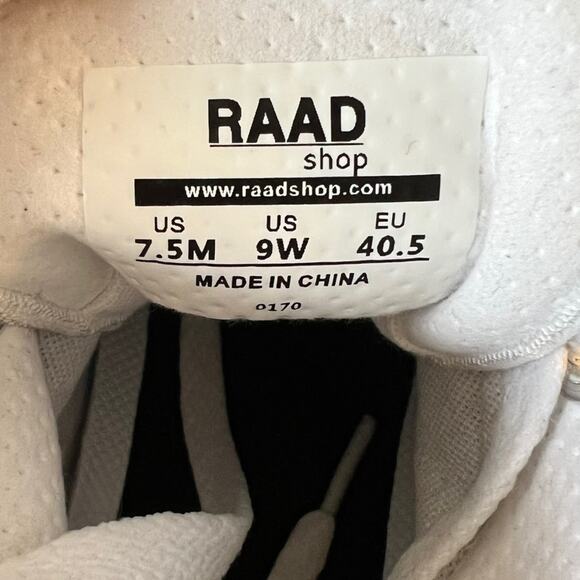 RAAD
shop
www.raadshop.com
US US EU
7.5M 9W 40.5
MADE IN CHINA
0170